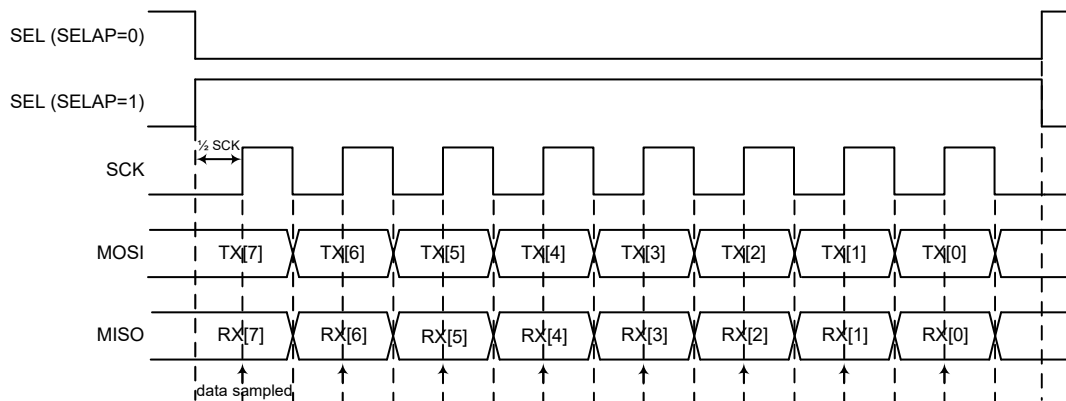 SEL (SELAP=0)
SEL (SELAP=1)
½ SCK
SCK
MOSI TX[7] TX[6] TX[5] TX[4] TX[3] TX[2] TX[1] TX[0]
MISO RX[7] RX[6] RX[5] RX[4] RX[3] RX[2] RX[1] RX[0]
data sampled